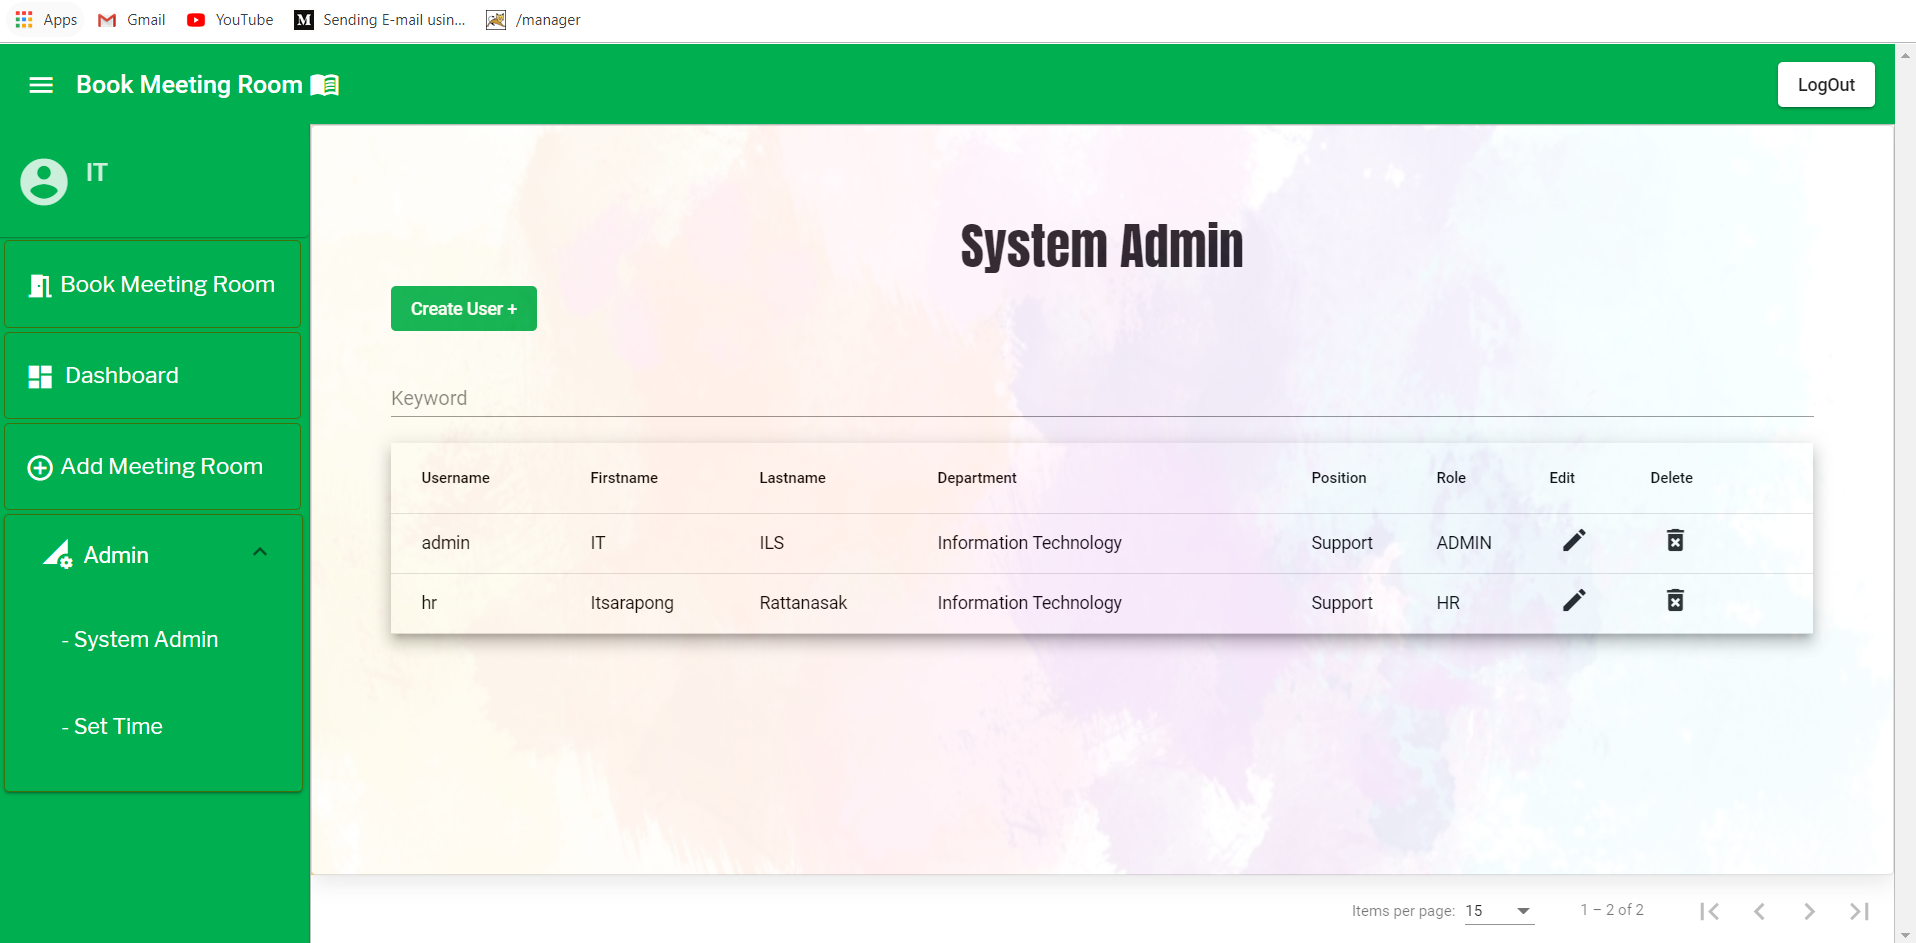 Apps Gmail YouTube Sending E-mail usin... /manager
Book Meeting Room LogOut
IT
Book Meeting Room
Dashboard
Add Meeting Room
Admin
- System Admin
- Set Time
System Admin
Create User +
Keyword
Username Firstname Lastname Department Position Role Edit Delete
admin IT ILS Information Technology Support ADMIN
hr Itsarapong Rattanasak Information Technology Support HR
Items per page: 15 1 – 2 of 2